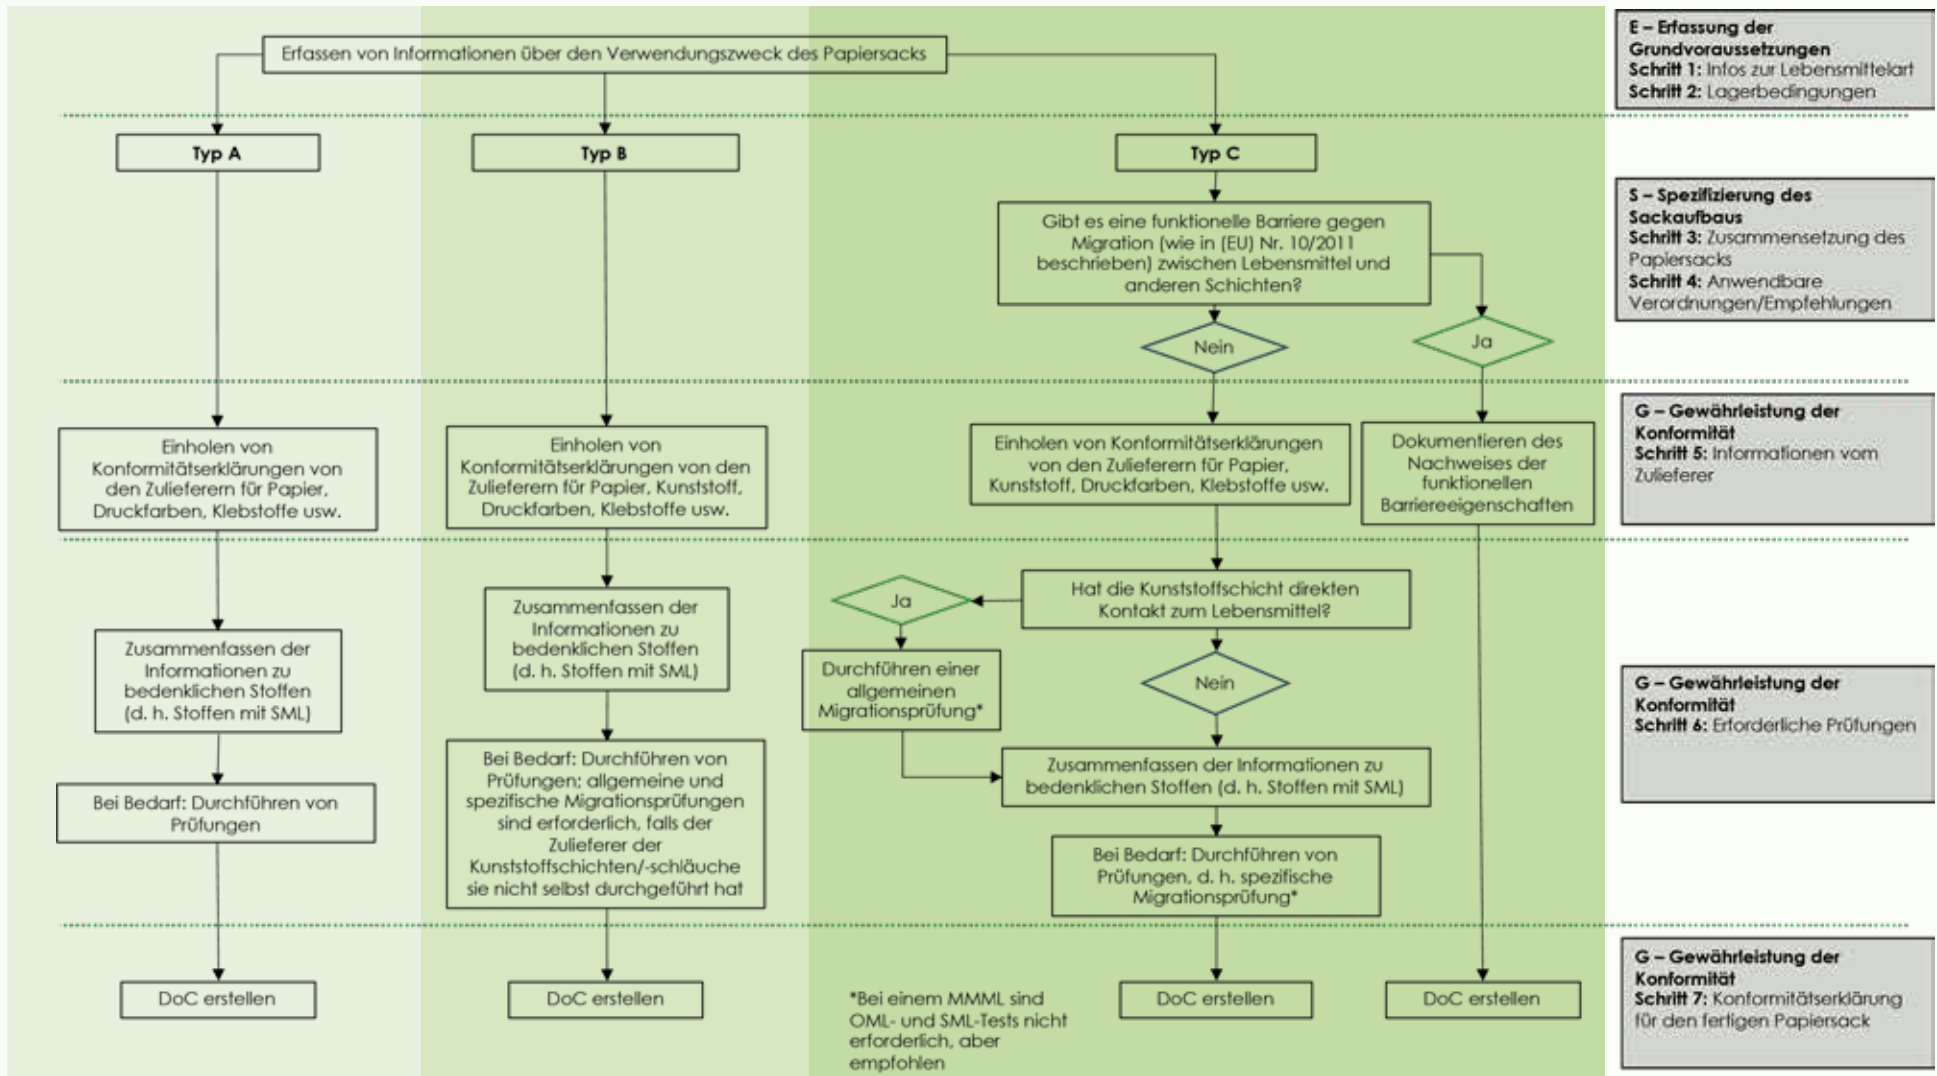 Erfassen von Informationen über den Verwendungszweck des Papiersacks
E – Erfassung der
Grundvoraussetzungen
Schritt 1: Infos zur Lebensmittelart
Schritt 2: Lagerbedingungen
Typ A
Typ B
Typ C
Gibt es eine funktionelle Barriere gegen
Migration (wie in (EU) Nr. 10/2011
beschrieben) zwischen Lebensmittel und
anderen Schichten?
Nein
Ja
S – Spezifizierung des
Sackaufbaus
Schritt 3: Zusammensetzung des
Papiersacks
Schritt 4: Anwendbare
Verordnungen/Empfehlungen
Einholen von
Konformitätserklärungen von
den Zulieferern für Papier,
Druckfarben, Klebstoffe usw.
Einholen von
Konformitätserklärungen von den
Zulieferern für Papier, Kunststoff,
Druckfarben, Klebstoffe usw.
Einholen von Konformitätserklärungen
von den Zulieferern für Papier,
Kunststoff, Druckfarben, Klebstoffe usw.
Dokumentieren des
Nachweises der
funktionellen
Barriereeigenschaften
G – Gewährleistung der
Konformität
Schritt 5: Informationen vom
Zulieferer
Zusammenfassen der
Informationen zu
bedenklichen Stoffen
(d. h. Stoffen mit SML)
Bei Bedarf: Durchführen von
Prüfungen
Zusammenfassen der
Informationen zu
bedenklichen Stoffen
(d. h. Stoffen mit SML)
Bei Bedarf: Durchführen von
Prüfungen; allgemeine und
spezifische Migrationsprüfungen
sind erforderlich, falls der
Zulieferer der
Kunststoffschichten/-schläuche
sie nicht selbst durchgeführt hat
Hat die Kunststoffschicht direkten
Kontakt zum Lebensmittel?
Ja
Durchführen einer
allgemeinen
Migrationsprüfung*
Nein
Zusammenfassen der Informationen zu
bedenklichen Stoffen (d. h. Stoffen mit SML)
Bei Bedarf: Durchführen von
Prüfungen, d. h. spezifische
Migrationsprüfung*
G – Gewährleistung der
Konformität
Schritt 6: Erforderliche Prüfungen
DoC erstellen
DoC erstellen
*Bei einem MMML sind
OML- und SML-Tests nicht
erforderlich, aber
empfohlen
DoC erstellen
DoC erstellen
G – Gewährleistung der
Konformität
Schritt 7: Konformitätserklärung
für den fertigen Papiersack